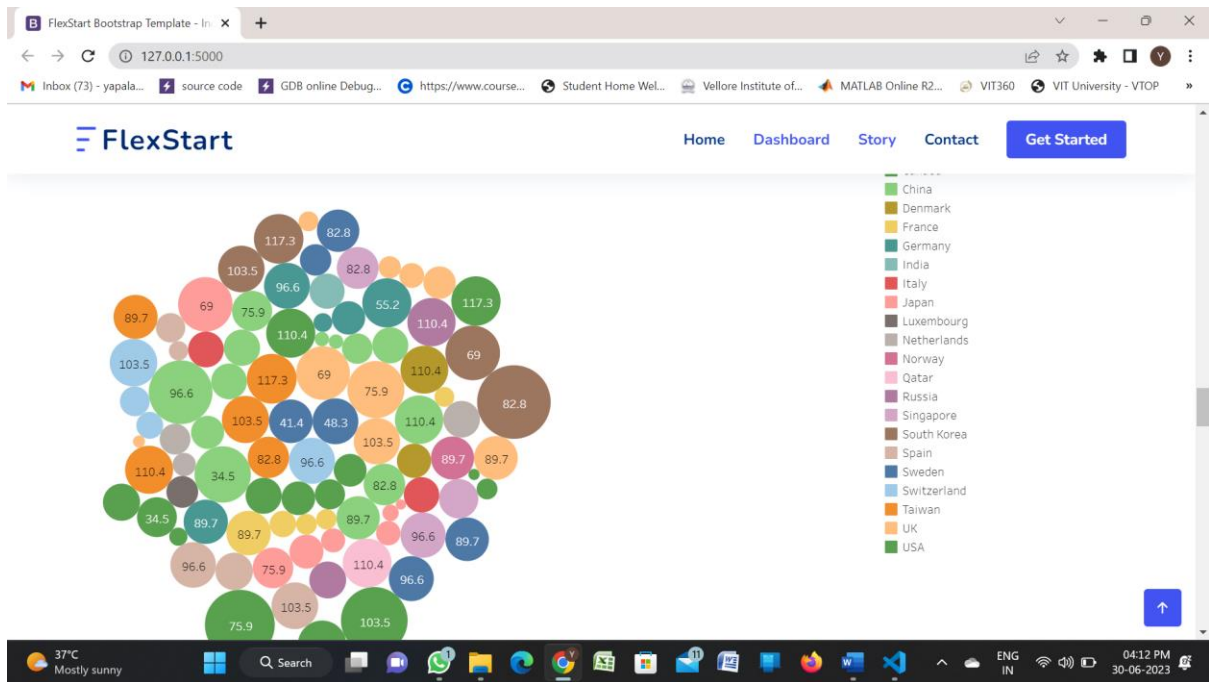 FlexStart Bootstrap Template - In
127.0.0.1:5000
Y
Inbox (73) - yapala...
source code
GDB online Debug...
https://www.course...
Student Home Wel...
Vellore Institute of...
MATLAB Online R2...
VIT360
VIT University - VTOP
»
FlexStart
Home
Dashboard
Story
Contact
Get Started
117.3
82.8
103.5
96.6
82.8
69
75.9
55.2
117.3
89.7
110.4
110.4
103.5
117.3
69
110.4
69
96.6
75.9
82.8
103.5
41.4
48.3
110.4
103.5
110.4
34.5
82.8
96.6
89.7
89.7
82.8
34.5
89.7
89.7
89.7
96.6
89.7
96.6
75.9
110.4
96.6
103.5
75.9
103.5
China
Denmark
France
Germany
India
Italy
Japan
Luxembourg
Netherlands
Norway
Qatar
Russia
Singapore
South Korea
Spain
Sweden
Switzerland
Taiwan
UK
USA
37°C
Mostly sunny
Search
ENG
IN
04:12 PM
30-06-2023